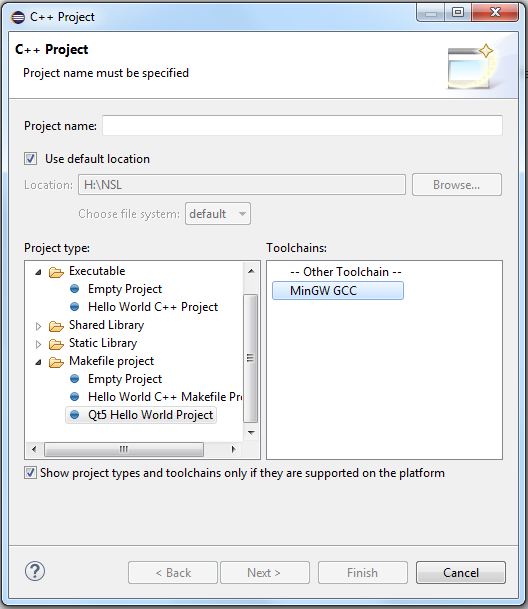 C++ Project
C++ Project
Project name must be specified
Project name:
Use default location
Location: H:\NSL Browse...
Choose file system: default
Project type: Toolchains:
Executable
Empty Project
Hello World C++ Project
Shared Library
Static Library
Makefile project
Empty Project
Hello World C++ Makefile Pr
Qt5 Hello World Project
-- Other Toolchain --
MinGW GCC
Show project types and toolchains only if they are supported on the platform
? < Back Next > Finish Cancel